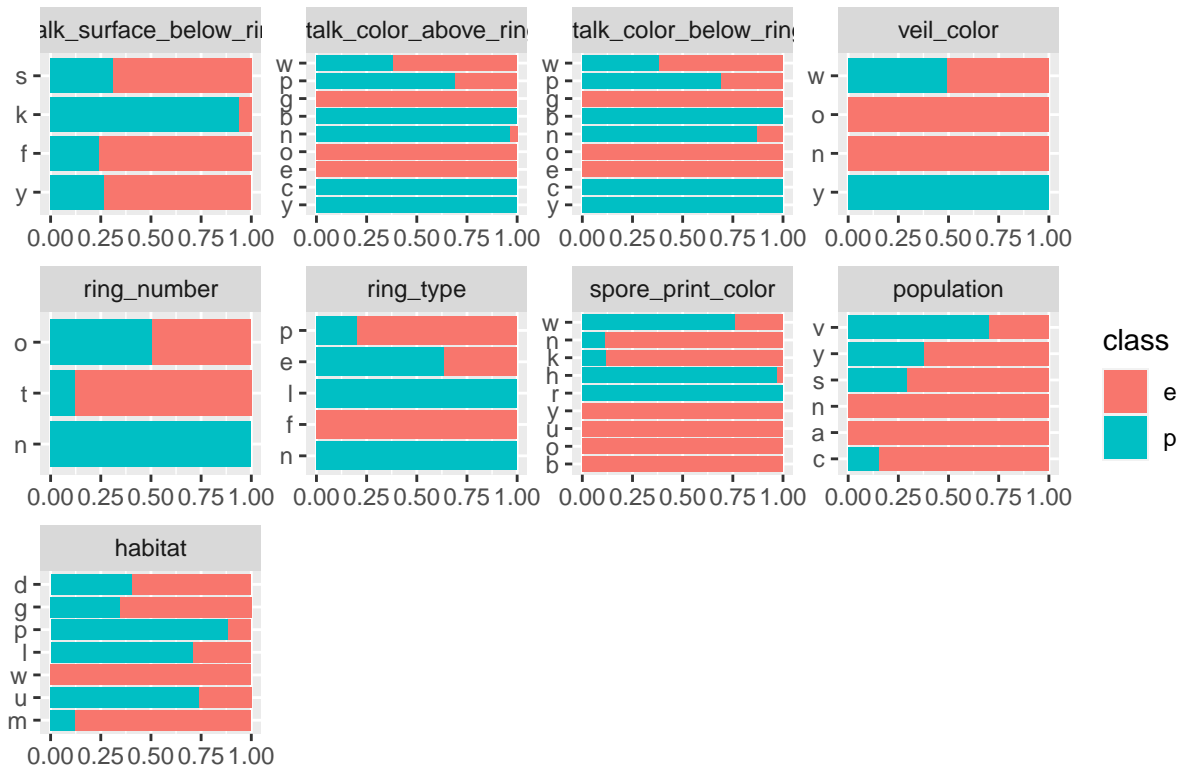 alk_surface_below_rin
talk_color_above_ring
talk_color_below_ring
veil_color
s
k
f
y
0.00 0.25 0.50 0.75 1.00
w
p
g
b
n
o
e
c
y
0.00 0.25 0.50 0.75 1.00
w
p
g
b
n
o
e
c
y
0.00 0.25 0.50 0.75 1.00
w
o
n
y
0.00 0.25 0.50 0.75 1.00
ring_number
ring_type
spore_print_color
population
o
t
n
0.00 0.25 0.50 0.75 1.00
p
e
l
f
n
0.00 0.25 0.50 0.75 1.00
w
n
k
h
r
y
u
o
b
0.00 0.25 0.50 0.75 1.00
v
y
s
n
a
c
0.00 0.25 0.50 0.75 1.00
class
e
p
habitat
d
g
p
l
w
u
m
0.00 0.25 0.50 0.75 1.00